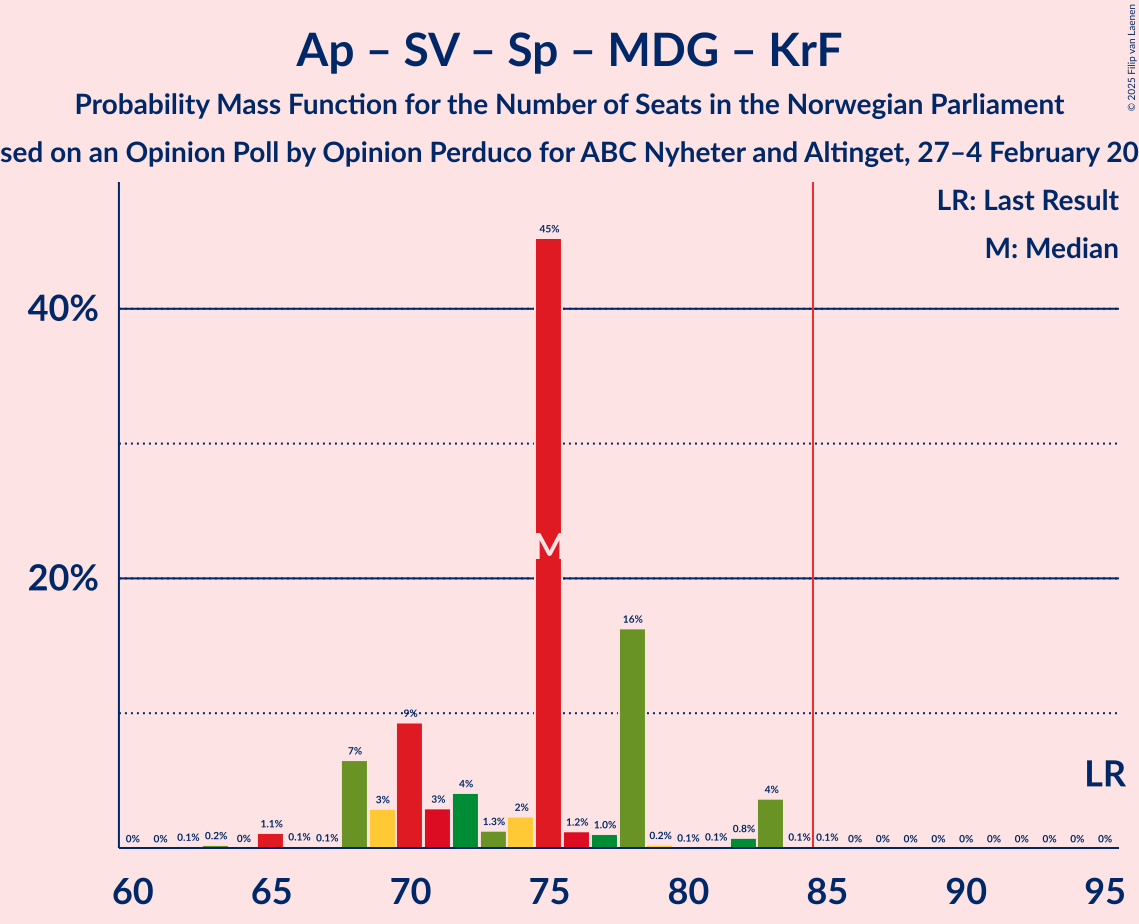 Ap – SV – Sp – MDG – KrF
Probability Mass Function for the Number of Seats in the Norwegian Parliament
sed on an Opinion Poll by Opinion Perduco for ABC Nyheter and Altinget, 27–4 February 20
© 2025 Filip van Laenen
LR: Last Result
M: Median
40%
20%
0% 0% 0.1% 0.2% 0% 1.1% 0.1% 0.1% 7% 3% 9% 3% 4% 1.3% 2% 45% 1.2% 1.0% 16% 0.2% 0.1% 0.1% 0.8% 4% 0.1% 0.1% 0% 0% 0% 0% 0% 0% 0% 0% 0% 0%
M
LR
60 65 70 75 80 85 90 95